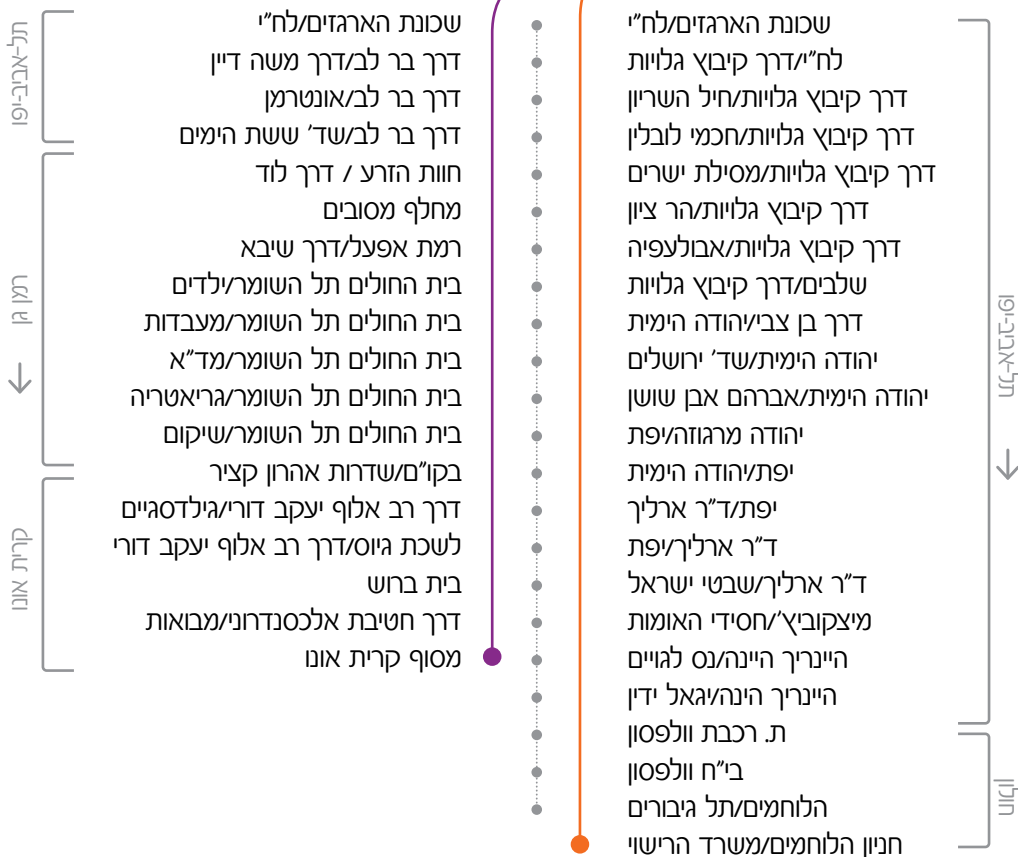 תל-אביב-יפו
שכונת הארגזים/לח"י
לח"י/דרך קיבוץ גלויות
דרך קיבוץ גלויות/חיל השריון
דרך קיבוץ גלויות/חכמי לובלין
דרך קיבוץ גלויות/מסילת ישרים
דרך קיבוץ גלויות/הר ציון
דרך קיבוץ גלויות/אבולעפיה
שלבים/דרך קיבוץ גלויות
דרך בן צבי/יהודה הימית
יהודה הימית/שד' ירושלים
יהודה הימית/אברהם אבן שושן
יהודה מרגוזה/יפת
יפת/יהודה הימית
יפת/ד"ר ארליך
ד"ר ארליך/יפת
ד"ר ארליך/שבטי ישראל
מיצקוביץ'/חסידי האומות
היינריך היינה/נס לגויים
היינריך הינה/יגאל ידין
חולון
ת. רכבת וולפסון
בי"ח וולפסון
הלוחמים/תל גיבורים
חניון הלוחמים/משרד הרישוי
תל-אביב-יפו
שכונת הארגזים/לח"י
דרך בר לב/דרך משה דיין
דרך בר לב/אונטרמן
דרך בר לב/שד' ששת הימים
רמת גן
חוות הזרע / דרך לוד
מחלף מסובים
רמת אפעל/דרך שיבא
בית החולים תל השומר/ילדים
בית החולים תל השומר/מעבדות
בית החולים תל השומר/מד"א
בית החולים תל השומר/גריאטריה
בית החולים תל השומר/שיקום
קרית אונו
בקו"ם/שדרות אהרון קציר
דרך רב אלוף יעקב דורי/גילדסגיים
לשכת גיוס/דרך רב אלוף יעקב דורי
בית ברוש
דרך חטיבת אלכסנדרוני/מבואות
מסוף קרית אונו